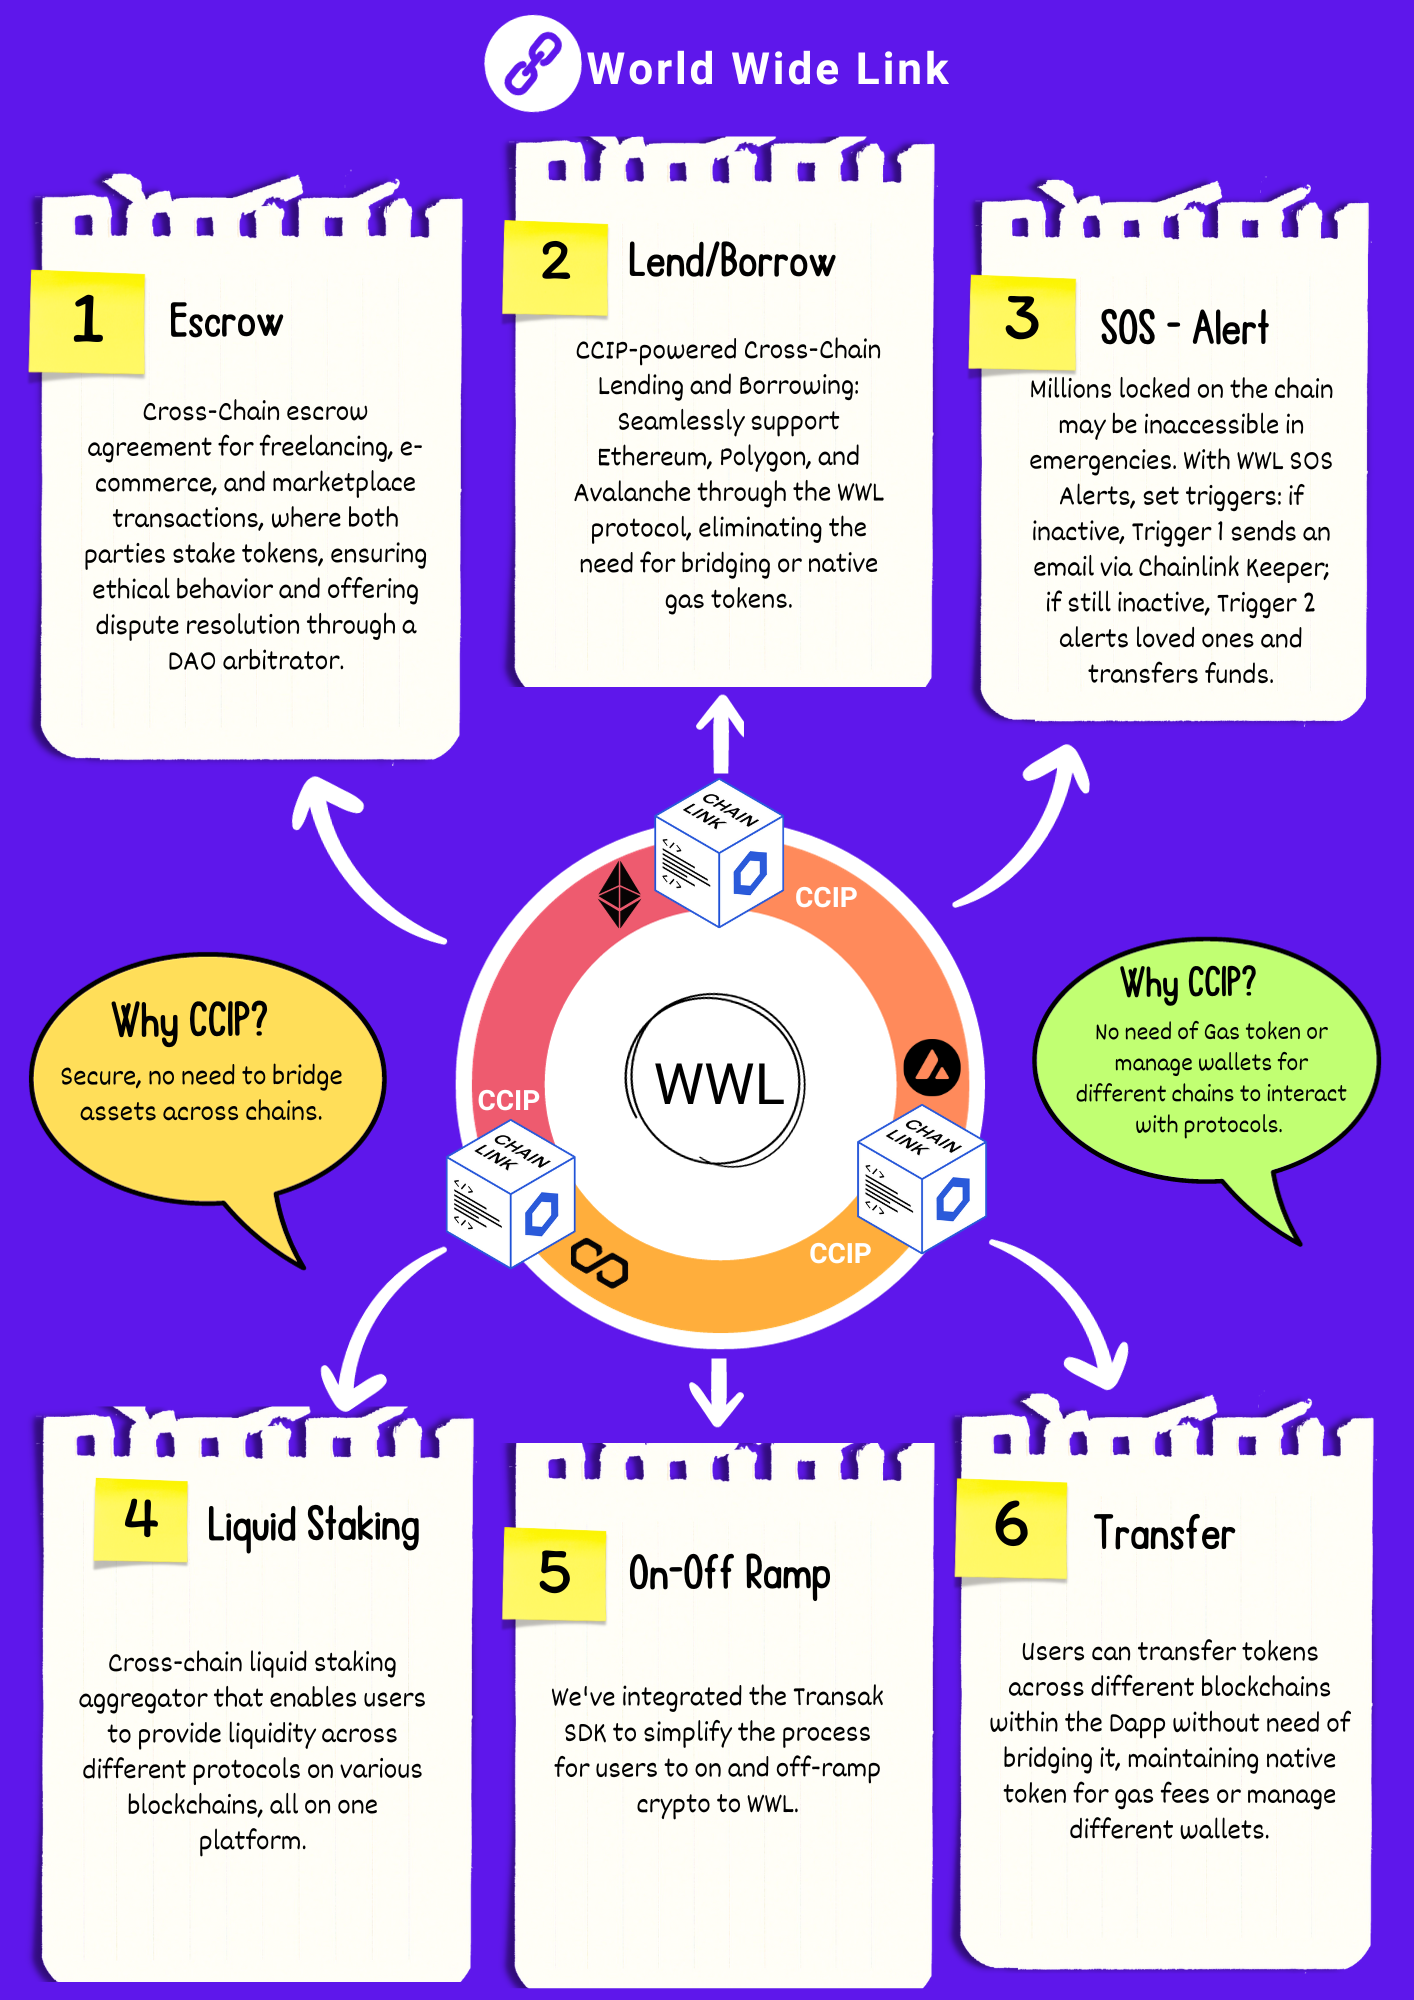 World Wide Link
1
Escrow
Cross-Chain escrow
agreement for freelancing, e-
commerce, and marketplace
transactions, where both
parties stake tokens, ensuring
ethical behavior and offering
dispute resolution through a
DAO arbitrator.
2
Lend/Borrow
CCIP-powered Cross-Chain
Lending and Borrowing:
Seamlessly support
Ethereum, Polygon, and
Avalanche through the WWL
protocol, eliminating the
need for bridging or native
gas tokens.
3
SOS - Alert
Millions locked on the chain
may be inaccessible in
emergencies. With WWL SOS
Alerts, set triggers: if
inactive, Trigger 1 sends an
email via Chainlink Keeper;
if still inactive, Trigger 2
alerts loved ones and
transfers funds.
CHAIN
LINK
<!>
<!>
CCIP
Why CCIP?
Secure, no need to bridge
assets across chains.
WWL
Why CCIP?
No need of Gas token or
manage wallets for
different chains to interact
with protocols.
CCIP
CHAIN
LINK
<!>
<!>
CHAIN
LINK
<!>
<!>
CCIP
4
Liquid Staking
Cross-chain liquid staking
aggregator that enables users
to provide liquidity across
different protocols on various
blockchains, all on one
platform.
5
On-Off Ramp
We've integrated the Transak
SDK to simplify the process
for users to on and off-ramp
crypto to WWL.
6
Transfer
Users can transfer tokens
across different blockchains
within the Dapp without need of
bridging it, maintaining native
token for gas fees or manage
different wallets.